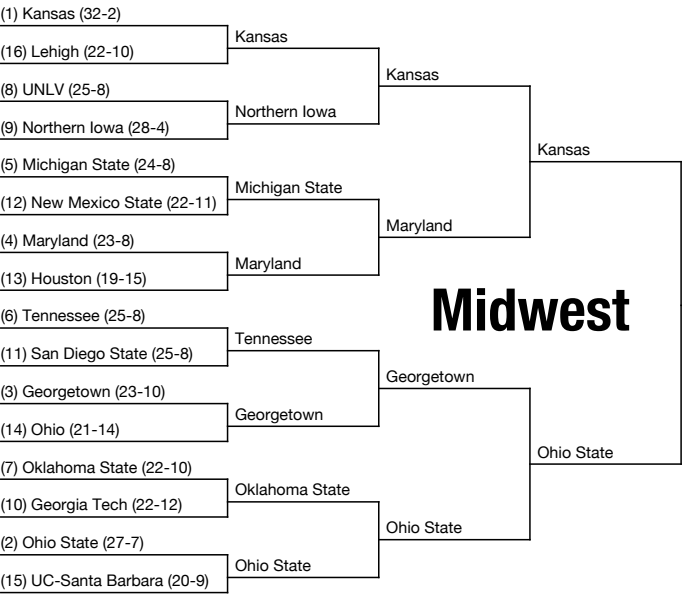 (1) Kansas (32-2)
(16) Lehigh (22-10)
(8) UNLV (25-8)
(9) Northern Iowa (28-4)
(5) Michigan State (24-8)
(12) New Mexico State (22-11)
(4) Maryland (23-8)
(13) Houston (19-15)
(6) Tennessee (25-8)
(11) San Diego State (25-8)
(3) Georgetown (23-10)
(14) Ohio (21-14)
(7) Oklahoma State (22-10)
(10) Georgia Tech (22-12)
(2) Ohio State (27-7)
(15) UC-Santa Barbara (20-9)
Kansas
Northern Iowa
Michigan State
Maryland
Tennessee
Georgetown
Oklahoma State
Ohio State
Kansas
Maryland
Georgetown
Ohio State
Kansas
Ohio State
Midwest